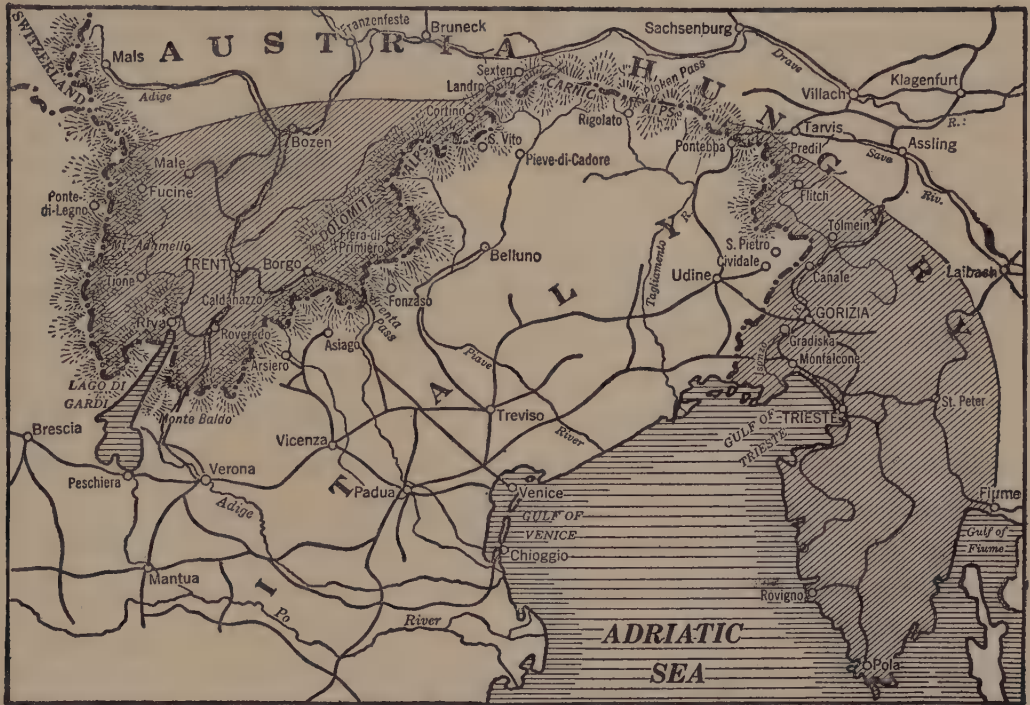 SWITZERLAND
AUSTRIA HUNGARY
Franzenfeste
Bruneck
Sachsenburg
Mals
Adige
Sexten
Landro
Plöken Pass
Drave
Klagenfurt
Villach
R.
CARNIC ALPS
Cortino
Rigolato
Tarvis
Bozen
S. Vito
Pontebba
Predil
Assling
Save
Riv.
Male
Pieve-di-Cadore
Fucine
Flitch
Ponte-
di-Legno
DOLOMITE ALPS
Fiera-di-
Primiero
Tolmein
Mt. Adamello
S. Pietro
Cividale
Belluno
TRENT
Borgo
Tagliamento R.
Udine
Canale
Laibach
Tione
Caldanazzo
Fonzaso
Riva
Roveredo
Pass
GORIZIA
Gradiska
Asiago
Isonzo
Monfalcone
Arsiero
Piave
River
LAGO DI
GARDI
Monte Baldo
ITALY
St. Peter
Treviso
GULF OF
TRIESTE
TRIESTE
Brescia
Vicenza
Verona
Peschiera
Padua
Venice
Fiume
Adige
GULF OF
VENICE
Gulf of
Fiume
Chioggio
Mantua
Rovigno
Po
River
ADRIATIC
SEA
Pola